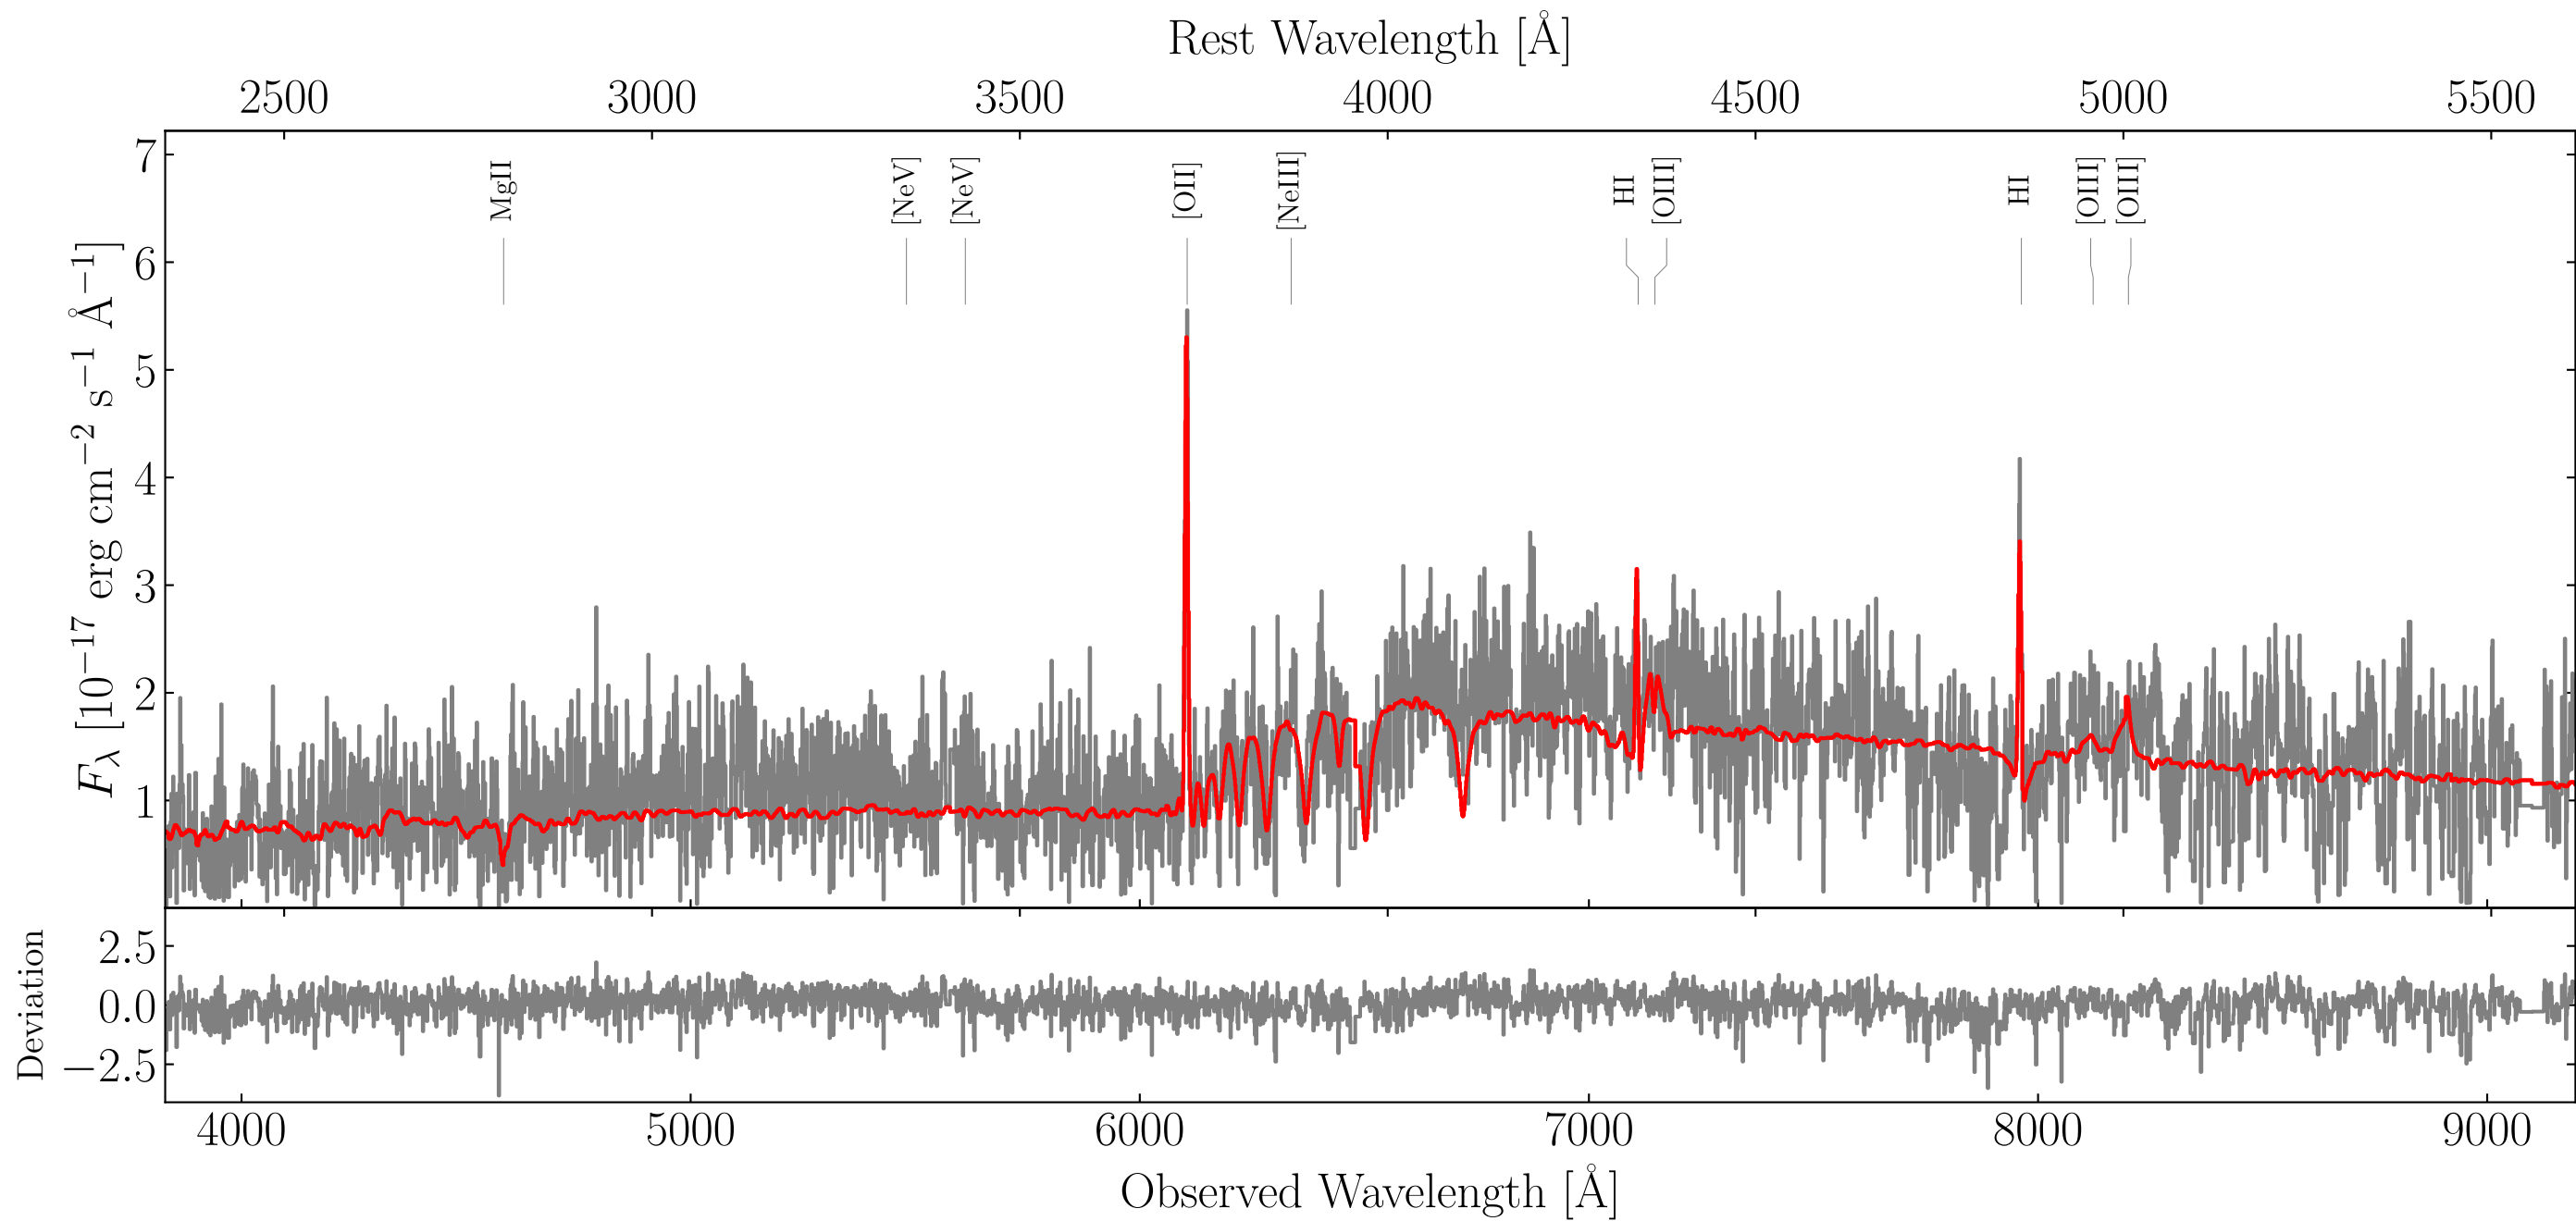 Rest Wavelength [Å]
2500 3000 3500 4000 4500 5000 5500
7
6
5
4
3
2
1
F_λ [10^−17 erg cm^−2 s^−1 Å^−1]
MgII [NeV] [NeV] [OII] [NeIII] HI [OIII] HI [OIII] [OIII]
Deviation
2.5
0.0
−2.5
4000 5000 6000 7000 8000 9000
Observed Wavelength [Å]